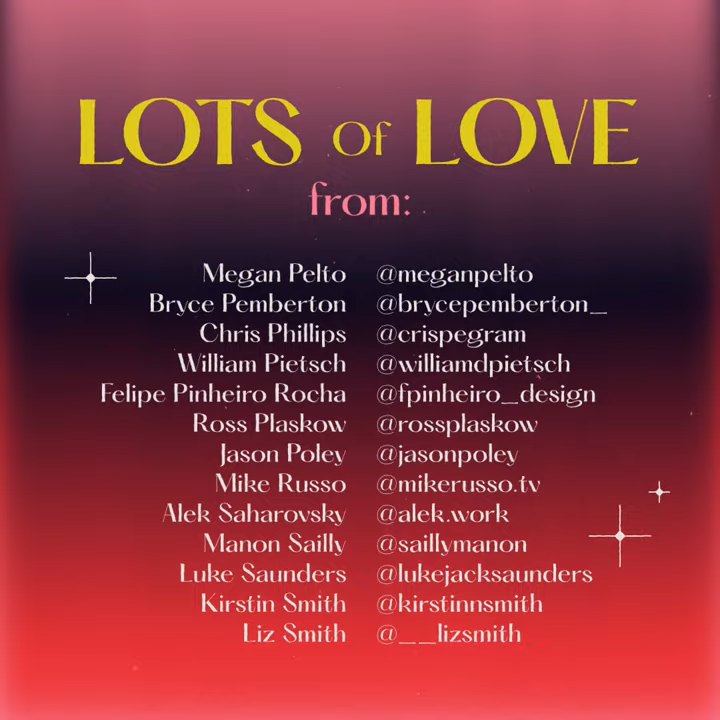 LOTS of LOVE
from:
Megan Pelto @meganpelto
Bryce Pemberton @brycepemberton_
Chris Phillips @crispegram
William Pietsch @williamdpietsch
Felipe Pinheiro Rocha @fpinheiro_design
Ross Plaskow @rossplaskow
Jason Poley @jasonpoley
Mike Russo @mikerusso.tv
Alek Saharovsky @alek.work
Manon Sailly @saillymanon
Luke Saunders @lukejacksaunders
Kirstin Smith @kirstinnsmith
Liz Smith @__lizsmith